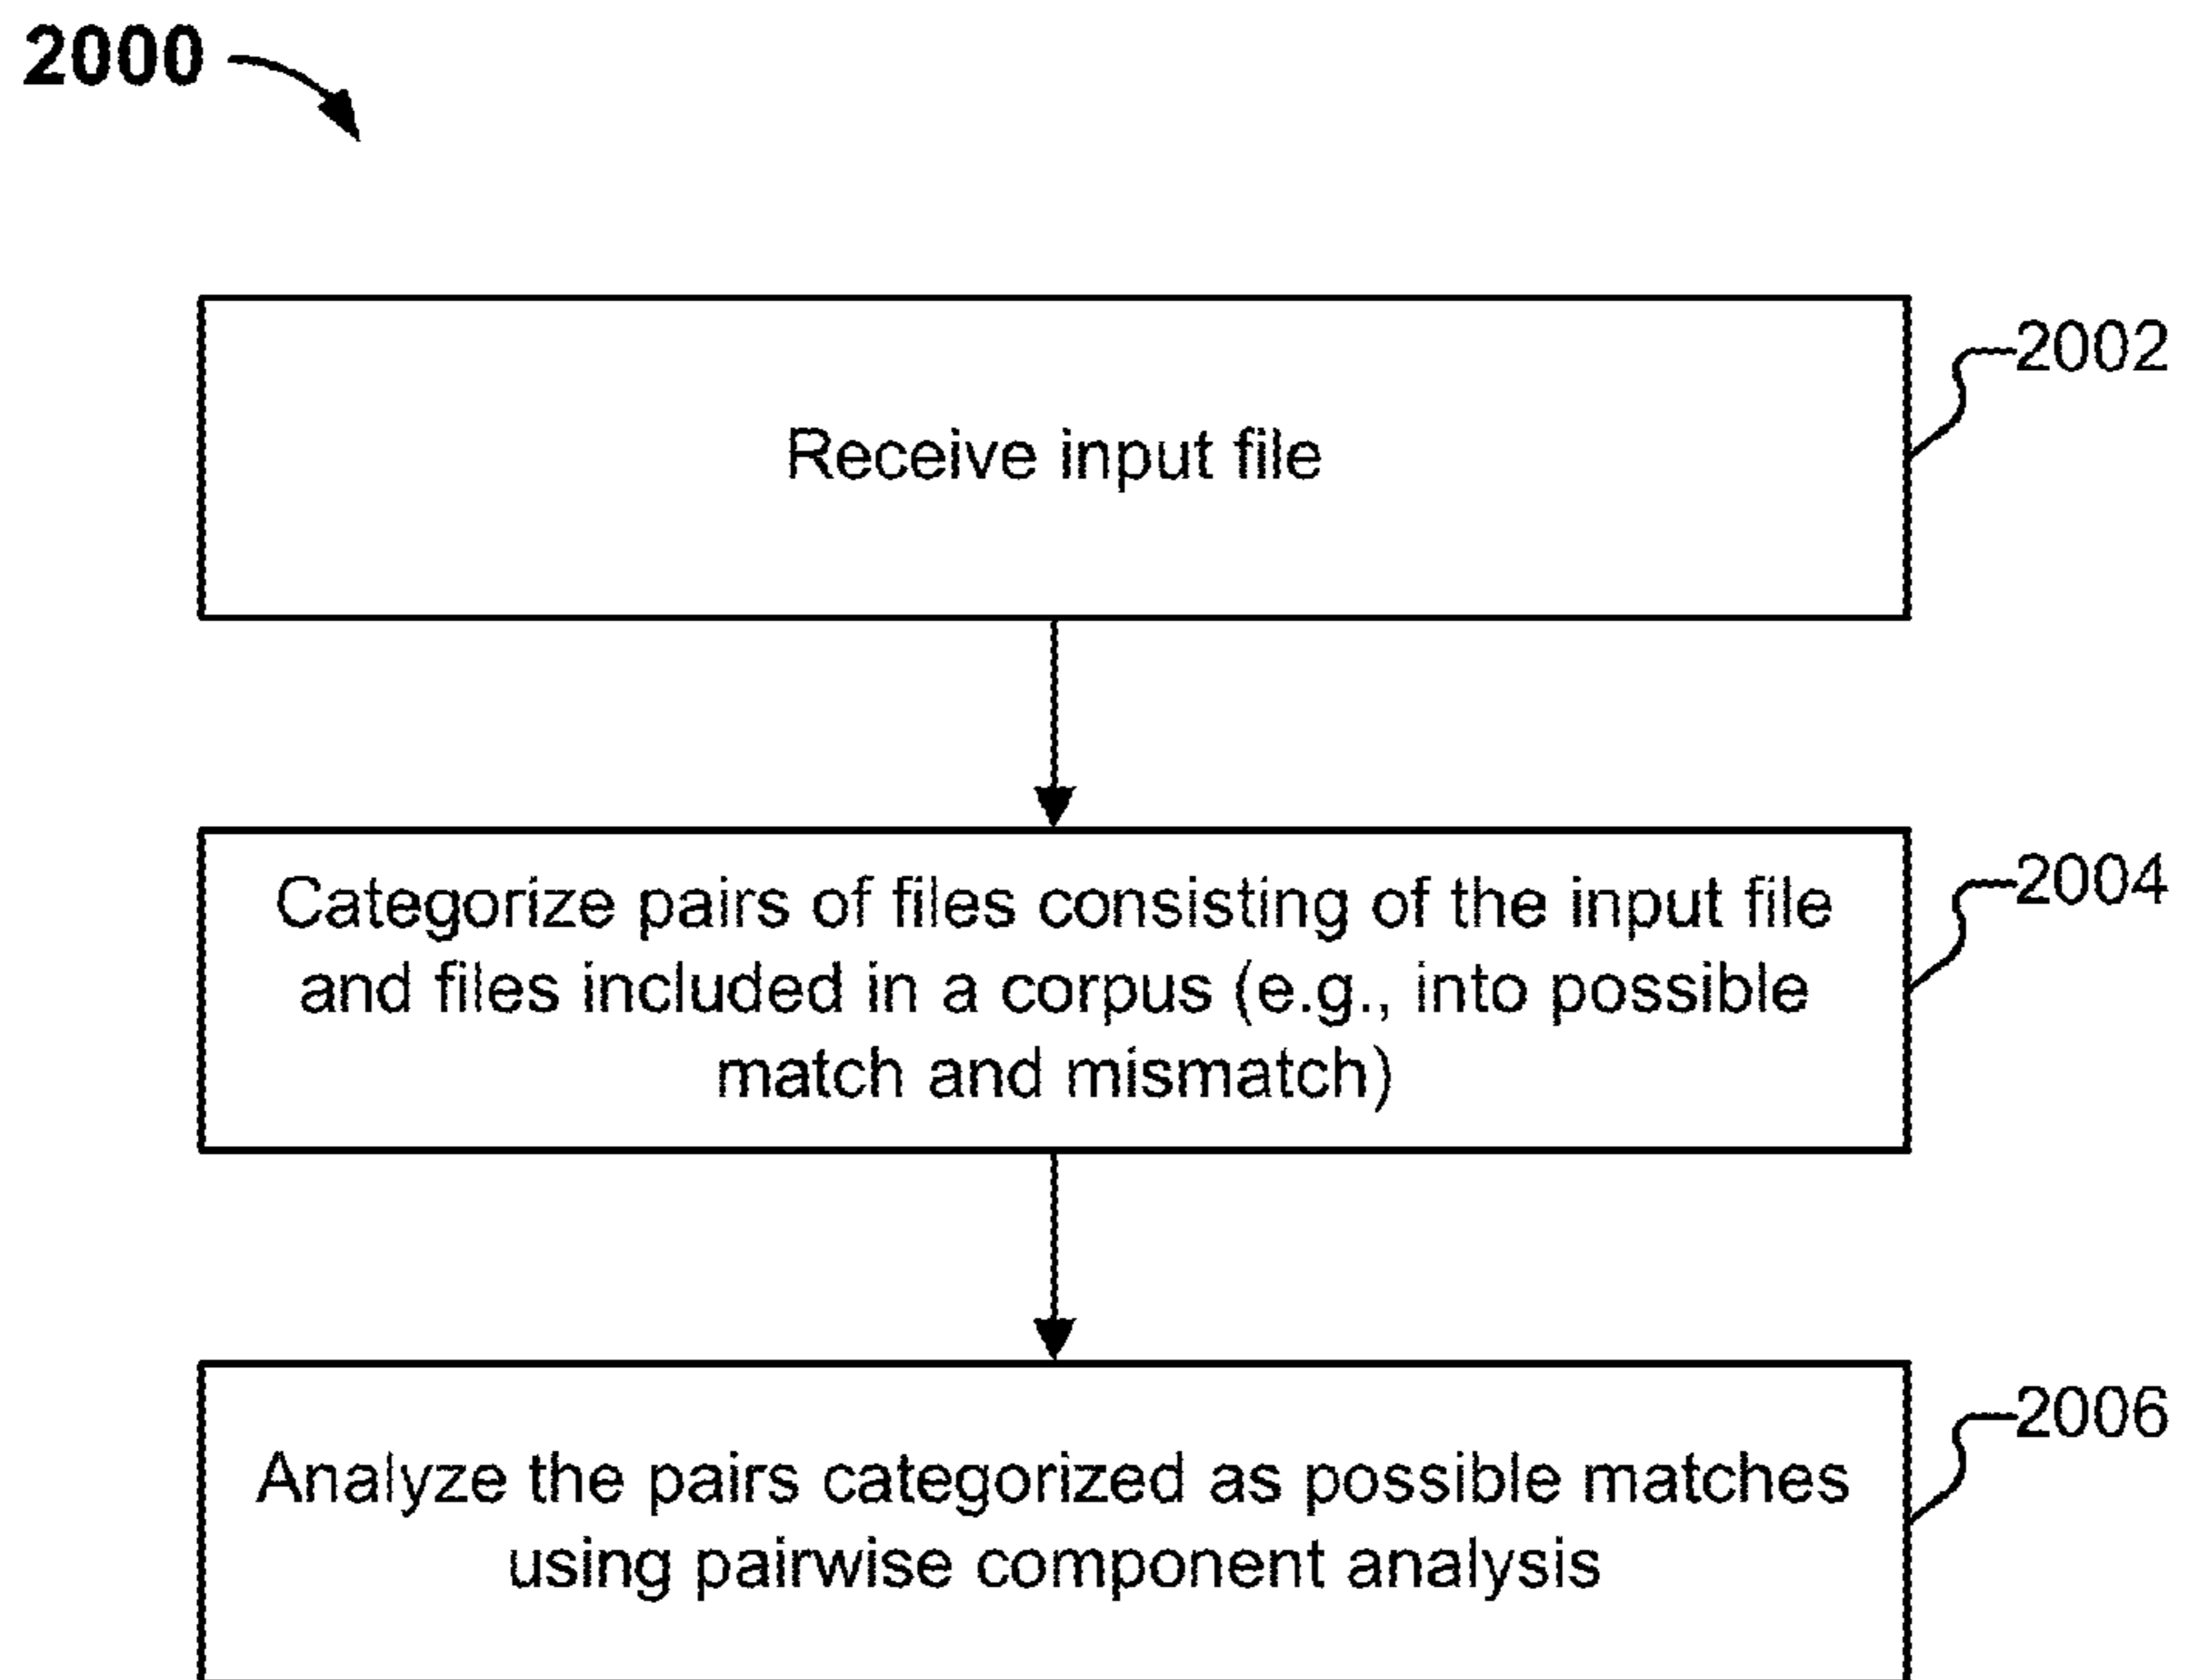 2000
Receive input file
2002
Categorize pairs of files consisting of the input file
and files included in a corpus (e.g., into possible
match and mismatch)
2004
Analyze the pairs categorized as possible matches
using pairwise component analysis
2006